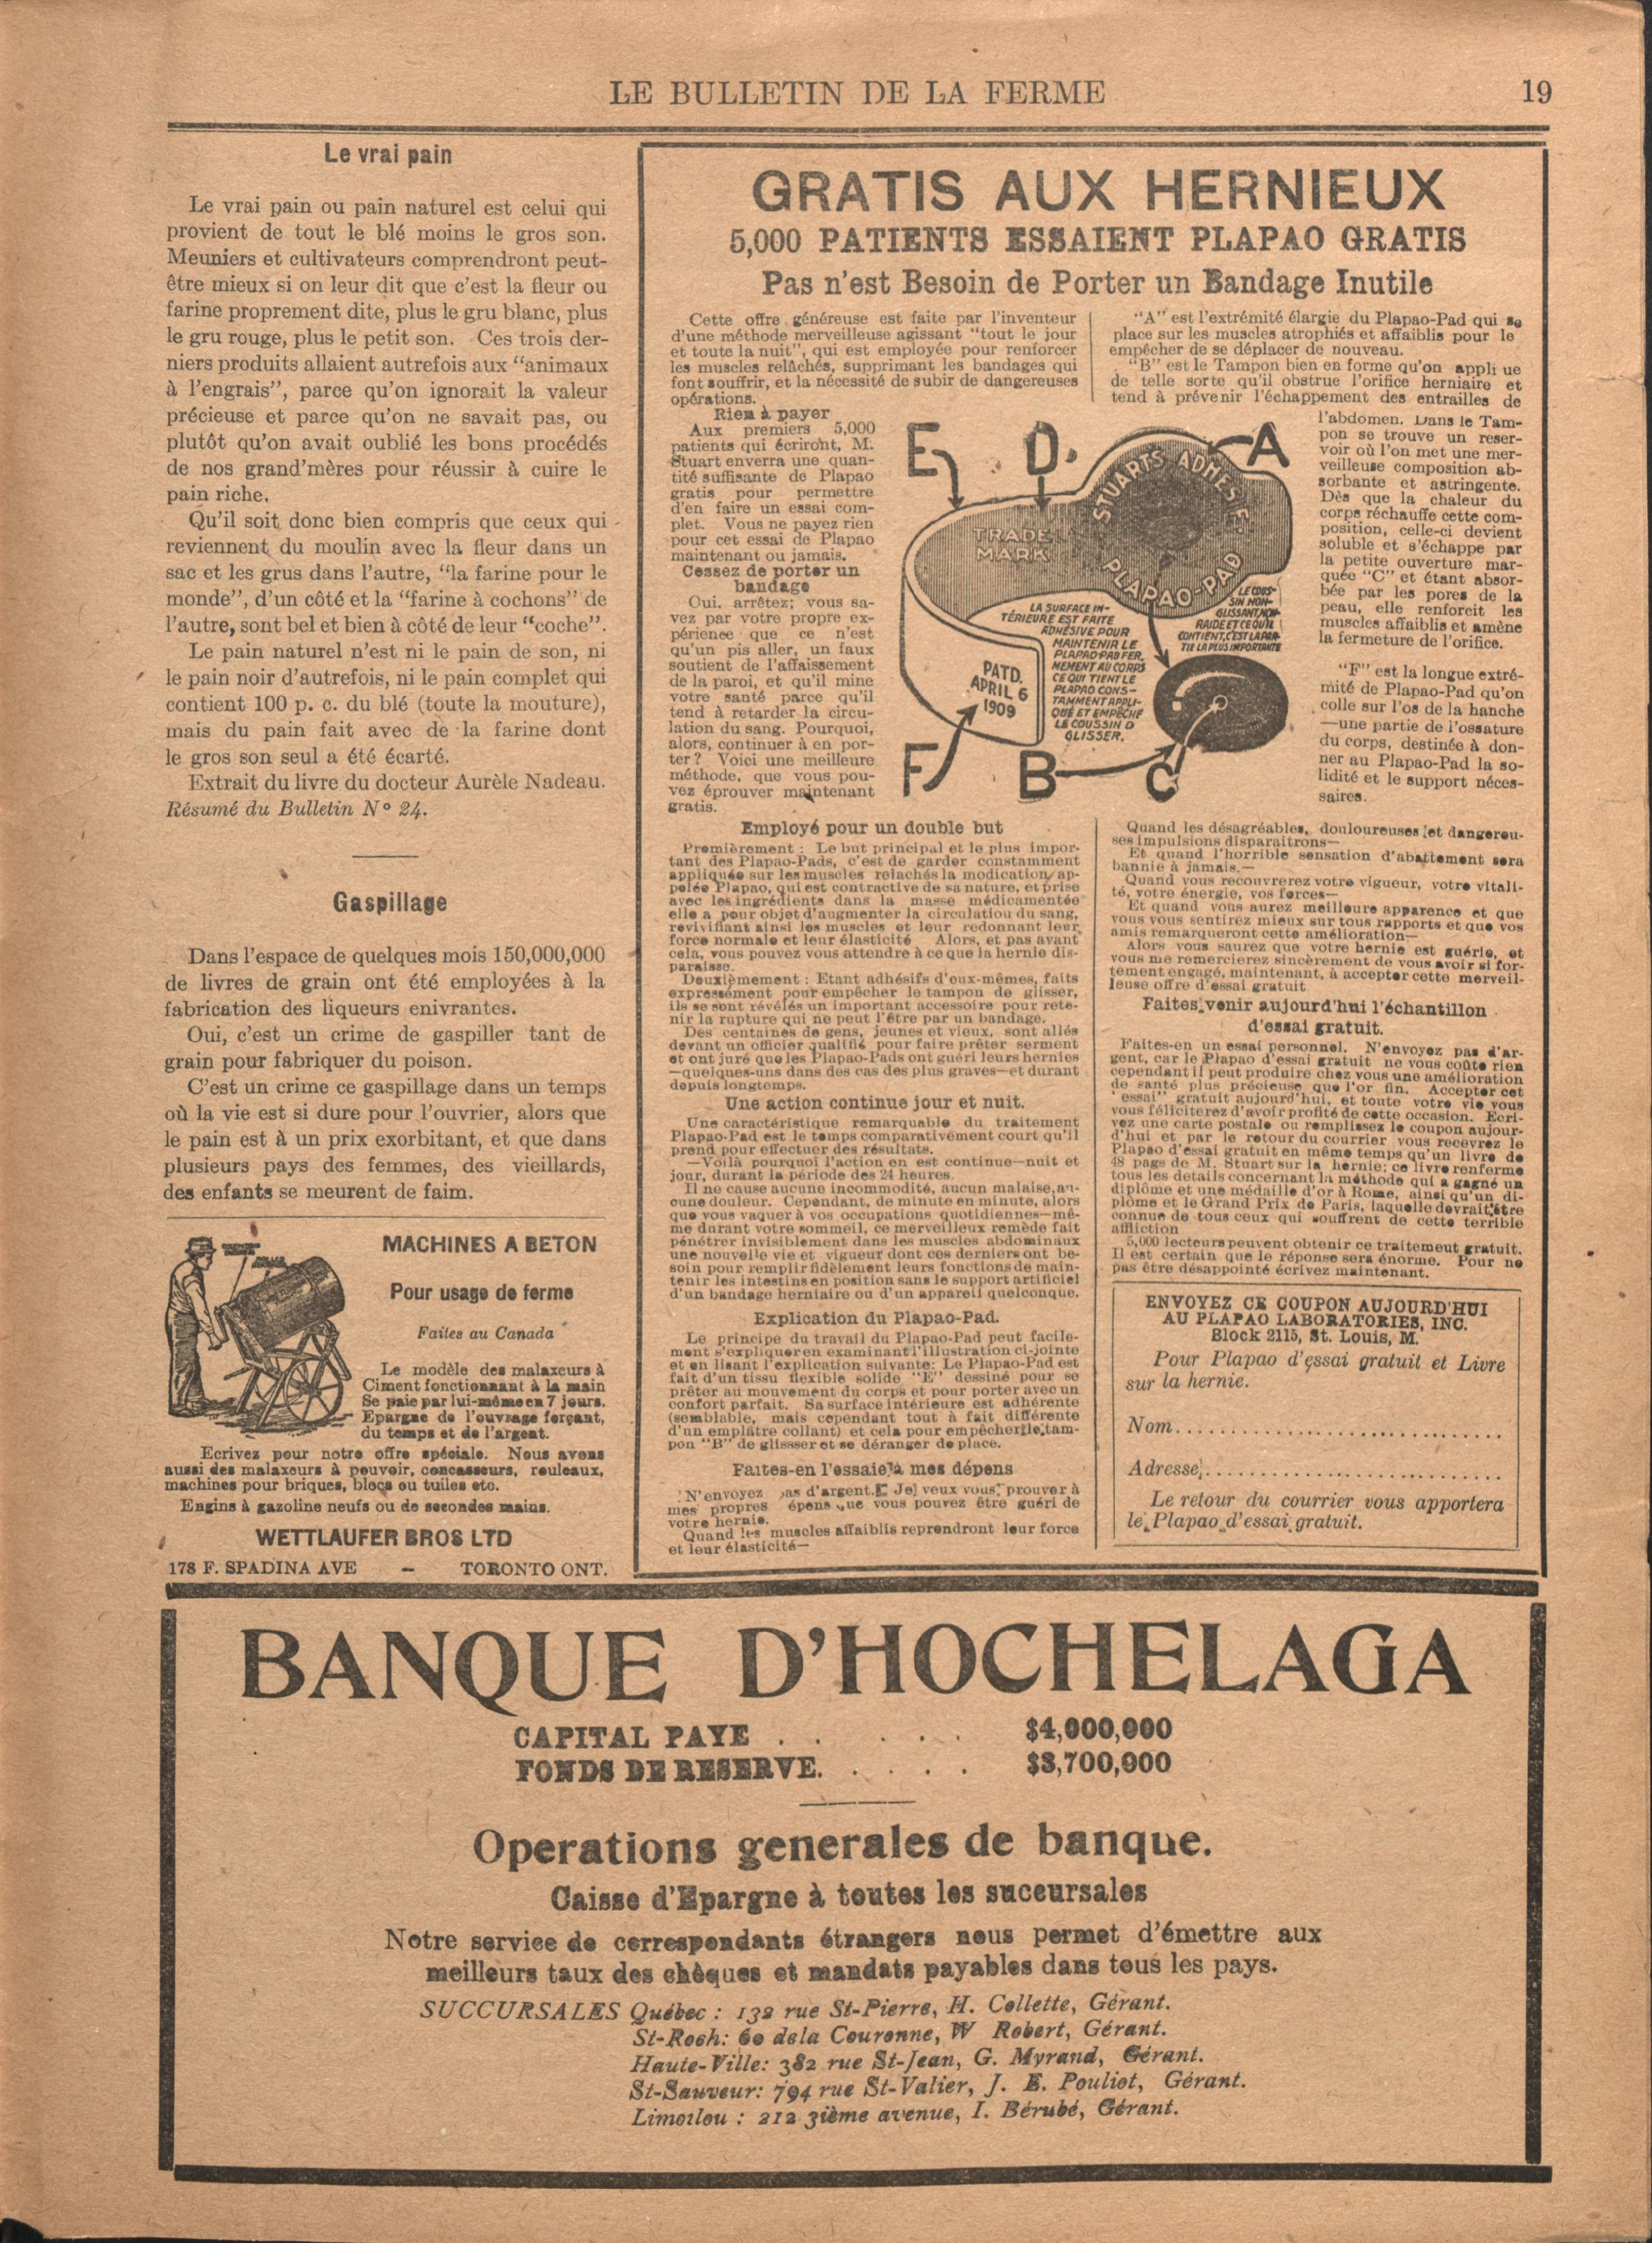 LE BULLETIN DE LA FERME
19
Le vrai pain
Le vrai pain ou pain naturel est celui qui
provient de tout le blé moins le gros son.
Meuniers et cultivateurs comprendront peut-
être mieux si on leur dit que c'est la fleur ou
farine proprement dite, plus le gru blanc, plus
le gru rouge, plus le petit son. Ces trois der-
niers produits allaient autrefois aux "animaux
à l'engrais", parce qu'on ignorait la valeur
précieuse et parce qu'on ne savait pas, ou
plutôt qu'on avait oublié les bons procédés
de nos grand'mères pour réussir à cuire le
pain riche.
Qu'il soit donc bien compris que ceux qui
reviennent du moulin avec la fleur dans un
sac et les grus dans l'autre, "la farine pour le
monde", d'un côté et la "farine à cochons" de
l'autre, sont bel et bien à côté de leur "coche".
Le pain naturel n'est ni le pain de son, ni
le pain noir d'autrefois, ni le pain complet qui
contient 100 p. c. du blé (toute la mouture),
mais du pain fait avec de la farine dont
le gros son seul a été écarté.
Extrait du livre du docteur Aurèle Nadeau.
Résumé du Bulletin N° 24.
Gaspillage
Dans l'espace de quelques mois 150,000,000
de livres de grain ont été employées à la
fabrication des liqueurs enivrantes.
Oui, c'est un crime de gaspiller tant de
grain pour fabriquer du poison.
C'est un crime ce gaspillage dans un temps
où la vie est si dure pour l'ouvrier, alors que
le pain est à un prix exorbitant, et que dans
plusieurs pays des femmes, des vieillards,
des enfants se meurent de faim.
MACHINES A BETON
Pour usage de ferme
Faites au Canada
Le modèle des malaxeurs à
Ciment fonctionnant à la main
Se paie par lui-même en 7 jours.
Epargne de l'ouvrage forçant,
du temps et de l'argent.
Ecrivez pour notre offre spéciale. Nous avons
aussi des malaxeurs à pouvoir, concasseurs, rouleaux,
machines pour briques, blocs ou tuiles etc.
Engins à gazoline neufs ou de secondes mains.
WETTLAUFER BROS LTD
178 F. SPADINA AVE — TORONTO ONT.
GRATIS AUX HERNIEUX
5,000 PATIENTS ESSAIENT PLAPAO GRATIS
Pas n'est Besoin de Porter un Bandage Inutile
Cette offre généreuse est faite par l'inventeur
d'une méthode merveilleuse agissant "tout le jour
et toute la nuit", qui est employée pour renforcer
les muscles relâchés, supprimant les bandages qui
font souffrir, et la nécessité de subir de dangereuses
opérations.
Rien à payer
Aux premiers 5,000
patients qui écriront, M.
Stuart enverra une quan-
tité suffisante de Plapao
gratis pour permettre
d'en faire un essai com-
plet. Vous ne payez rien
pour cet essai de Plapao
maintenant ou jamais.
Cessez de porter un
bandage
Oui, arrêtez; vous sa-
vez par votre propre ex-
périence que ce n'est
qu'un pis aller, un faux
soutient de l'affaissement
de la paroi, et qu'il mine
votre santé parce qu'il
tend à retarder la circu-
lation du sang. Pourquoi,
alors, continuer à en por-
ter? Voici une meilleure
méthode, que vous pou-
vez éprouver maintenant
gratis.
E D. A
STUARTS ADHESIF
PLAPAO-PAD
TRADE
MARK
LA SURFACE IN-
TÉRIEURE EST FAITE
ADHÉSIVE POUR
MAINTENIR LE
PLAPAO-PAD FER-
MEMENT AU CORPS
CE QUI TIENT LE
PLAPAO CONS-
TAMMENT APPLI-
QUÉ ET EMPÊCHE
LE COUSSIN D
GLISSER.
LE COUS-
SIN NON-
GLISSANT, NON-
RAIDE ET CE QU'IL
CONTIENT, C'EST LA PAR-
TIE LA PLUS IMPORTANTE
PATD.
APRIL 6
1909
F B C
Employé pour un double but
Premièrement : Le but principal et le plus impor-
tant des Plapao-Pads, c'est de garder constamment
appliquée sur les muscles relachés la modication ap-
pelée Plapao, qui est contractive de sa nature, et prise
avec les ingrédients dans la masse médicamentée
elle a pour objet d'augmenter la circulatiou du sang,
revivifiant ainsi les muscles et leur redonnant leur
force normale et leur élasticité Alors, et pas avant
cela, vous pouvez vous attendre à ce que la hernie dis-
paraisse.
Deuxièmement : Etant adhésifs d'eux-mêmes, faits
expressément pour empêcher le tampon de glisser,
ils se sont révélés un important accessoire pour rete-
nir la rupture qui ne peut l'être par un bandage.
Des centaines de gens, jeunes et vieux, sont allés
devant un officier qualifié pour faire prêter serment
et ont juré que les Plapao-Pads ont guéri leurs hernies
—quelques-uns dans des cas des plus graves—et durant
depuis longtemps.
Une action continue jour et nuit.
Une caractéristique remarquable du traitement
Plapao-Pad est le temps comparativement court qu'il
prend pour effectuer des résultats.
—Voilà pourquoi l'action en est continue—nuit et
jour, durant la période des 24 heures.
Il ne cause aucune incommodité, aucun malaise, au-
cune douleur. Cependant, de minute en minute, alors
que vous vaquer à vos occupations quotidiennes—mê-
me durant votre sommeil, ce merveilleux remède fait
pénétrer invisiblement dans les muscles abdominaux
une nouvelle vie et vigueur dont ces derniers ont be-
soin pour remplir fidèlement leurs fonctions de main-
tenir les intestins en position sans le support artificiel
d'un bandage herniaire ou d'un appareil quelconque.
Explication du Plapao-Pad.
Le principe du travail du Plapao-Pad peut facile-
ment s'expliquer en examinant l'illustration ci-jointe
et en lisant l'explication suivante: Le Plapao-Pad est
fait d'un tissu flexible solide "E" dessiné pour se
prêter au mouvement du corps et pour porter avec un
confort parfait. Sa surface intérieure est adhérente
(semblable, mais cependant tout à fait différente
d'un emplâtre collant) et cela pour empêcher le tam-
pon "B" de glissser et se déranger de place.
Faites-en l'essaie à mes dépens
N'envoyez pas d'argent. Je veux vous prouver à
mes propres épens que vous pouvez être guéri de
votre hernie.
Quand les muscles affaiblis reprendront leur force
et leur élasticité—
"A" est l'extrémité élargie du Plapao-Pad qui se
place sur les muscles atrophiés et affaiblis pour le
empêcher de se déplacer de nouveau.
"B" est le Tampon bien en forme qu'on appli ue
de telle sorte qu'il obstrue l'orifice herniaire et
tend à prévenir l'échappement des entrailles de
l'abdomen. Dans le Tam-
pon se trouve un reser-
voir où l'on met une mer-
veilleuse composition ab-
sorbante et astringente.
Dès que la chaleur du
corps réchauffe cette com-
position, celle-ci devient
soluble et s'échappe par
la petite ouverture mar-
quée "C" et étant absor-
bée par les pores de la
peau, elle renforcit les
muscles affaiblis et amène
la fermeture de l'orifice.
"F" est la longue extré-
mité de Plapao-Pad qu'on
colle sur l'os de la hanche
—une partie de l'ossature
du corps, destinée à don-
ner au Plapao-Pad la so-
lidité et le support néces-
saires.
Quand les désagréables, douloureuses et dangereu-
ses impulsions disparaitrons—
Et quand l'horrible sensation d'abattement sera
bannie à jamais.—
Quand vous recouvrerez votre vigueur, votre vitali-
té, votre énergie, vos forces—
Et quand vous aurez meilleure apparence et que
vous vous sentirez mieux sur tous rapports et que vos
amis remarqueront cette amélioration—
Alors vous saurez que votre hernie est guérie, et
vous me remercierez sincèrement de vous avoir si for-
tement engagé, maintenant, à accepter cette merveil-
leuse offre d'essai gratuit
Faites venir aujourd'hui l'échantillon
d'essai gratuit.
Faites-en un essai personnel. N'envoyez pas d'ar-
gent, car le Plapao d'essai gratuit ne vous coûte rien
cependant il peut produire chez vous une amélioration
de santé plus précieuse que l'or fin. Accepter cet
"essai" gratuit aujourd'hui, et toute votre vie vous
vous féliciterez d'avoir profité de cette occasion. Ecri-
vez une carte postale ou remplissez le coupon aujour-
d'hui et par le retour du courrier vous recevrez le
Plapao d'essai gratuit en même temps qu'un livre de
48 pags de M. Stuart sur la hernie; ce livre renferme
tous les details concernant la méthode qui a gagné un
diplôme et une médaille d'or à Rome, ainsi qu'un di-
plôme et le Grand Prix de Paris, laquelle devrait être
connue de tous ceux qui souffrent de cette terrible
affliction
5,000 lecteurs peuvent obtenir ce traitement gratuit.
Il est certain que le réponse sera énorme. Pour ne
pas être désappointé écrivez maintenant.
ENVOYEZ CE COUPON AUJOURD'HUI
AU PLAPAO LABORATORIES, INC.
Block 2115, St. Louis, M.
Pour Plapao d'essai gratuit et Livre
sur la hernie.
Nom
Adresse
Le retour du courrier vous apportera
le Plapao d'essai gratuit.
BANQUE D'HOCHELAGA
CAPITAL PAYE . . . . . $4,000,000
FONDS DE RESERVE. . . . . $3,700,000
Operations generales de banque.
Caisse d'Epargne à toutes les succursales
Notre service de correspondants étrangers nous permet d'émettre aux
meilleurs taux des chèques et mandats payables dans tous les pays.
SUCCURSALES Québec : 132 rue St-Pierre, H. Collette, Gérant.
St-Roch: 60 dela Couronne, W Robert, Gérant.
Haute-Ville: 382 rue St-Jean, G. Myrand, Gérant.
St-Sauveur: 794 rue St-Valier, J. E. Pouliot, Gérant.
Limoilou : 212 3ième avenue, I. Bérubé, Gérant.